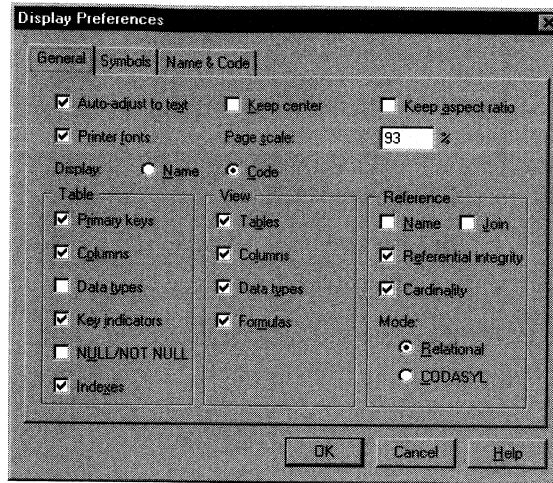 Display Preferences
General Symbols Name & Code
Auto-adjust to text Keep center Keep aspect ratio
Printer fonts Page scale: 93 %
Display: Name Code
Table View Reference
Primary keys Tables Name Join
Columns Columns Referential integrity
Data types Data types Cardinality
Key indicators Formulas Mode:
NULL/NOT NULL Relational
Indexes CODASYL
OK Cancel Help